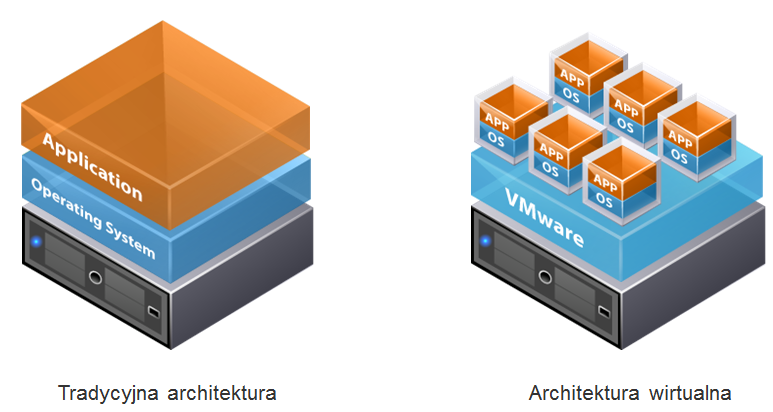 Application
Operating System
APP
OS
APP
OS
APP
OS
APP
OS
APP
OS
APP
OS
VMware
Tradycyjna architektura
Architektura wirtualna